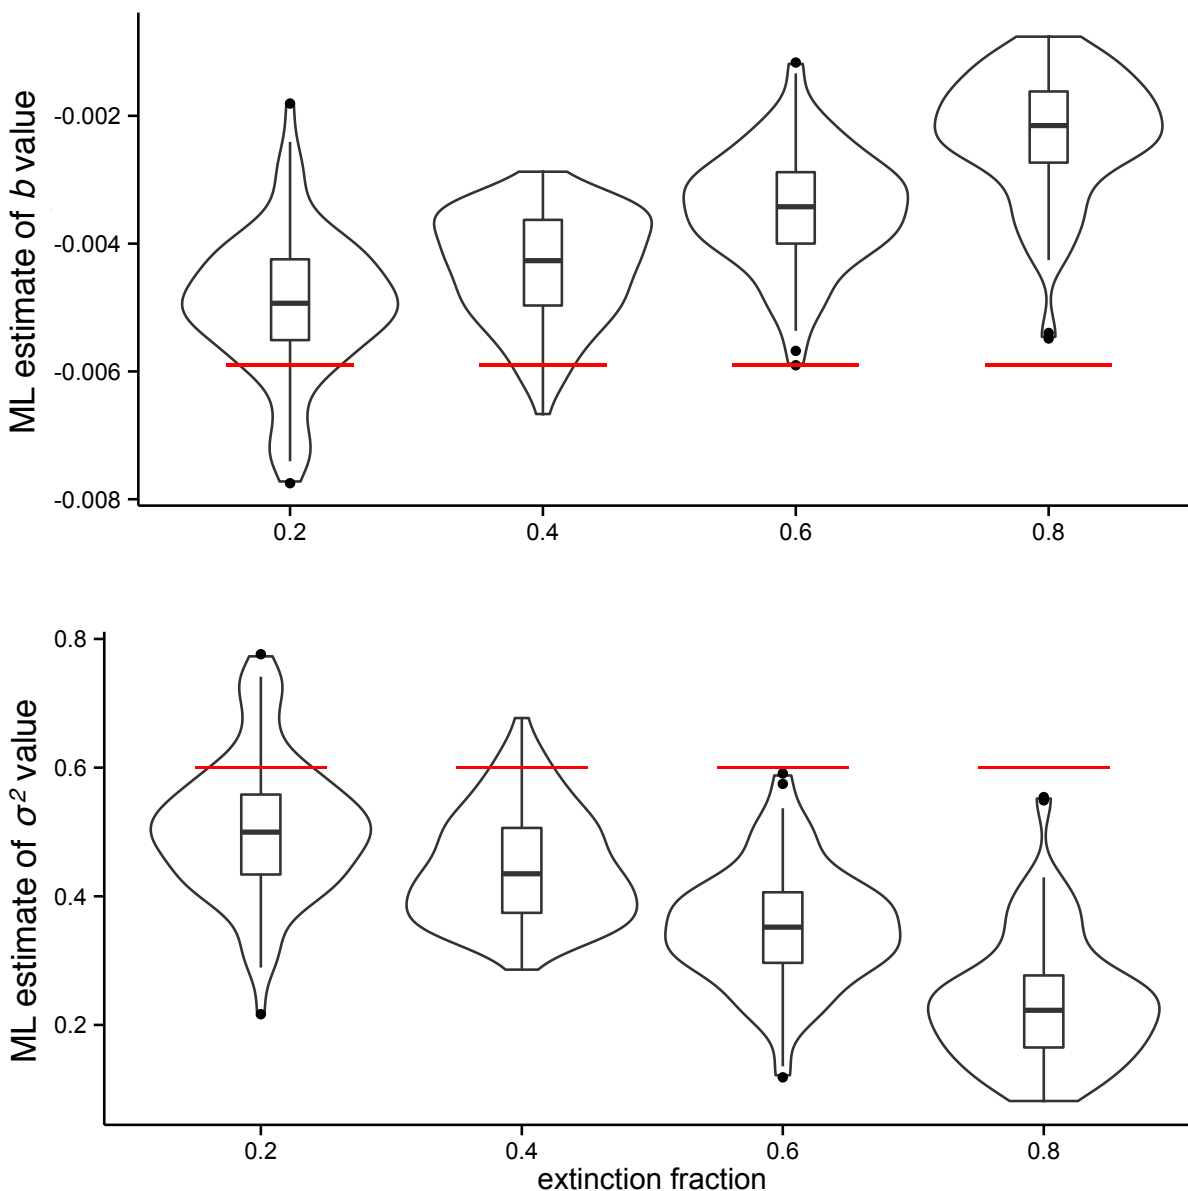 ML estimate of b value
-0.002
-0.004
-0.006
-0.008
0.2 0.4 0.6 0.8
ML estimate of σ² value
0.8
0.6
0.4
0.2
0.2 0.4 0.6 0.8
extinction fraction